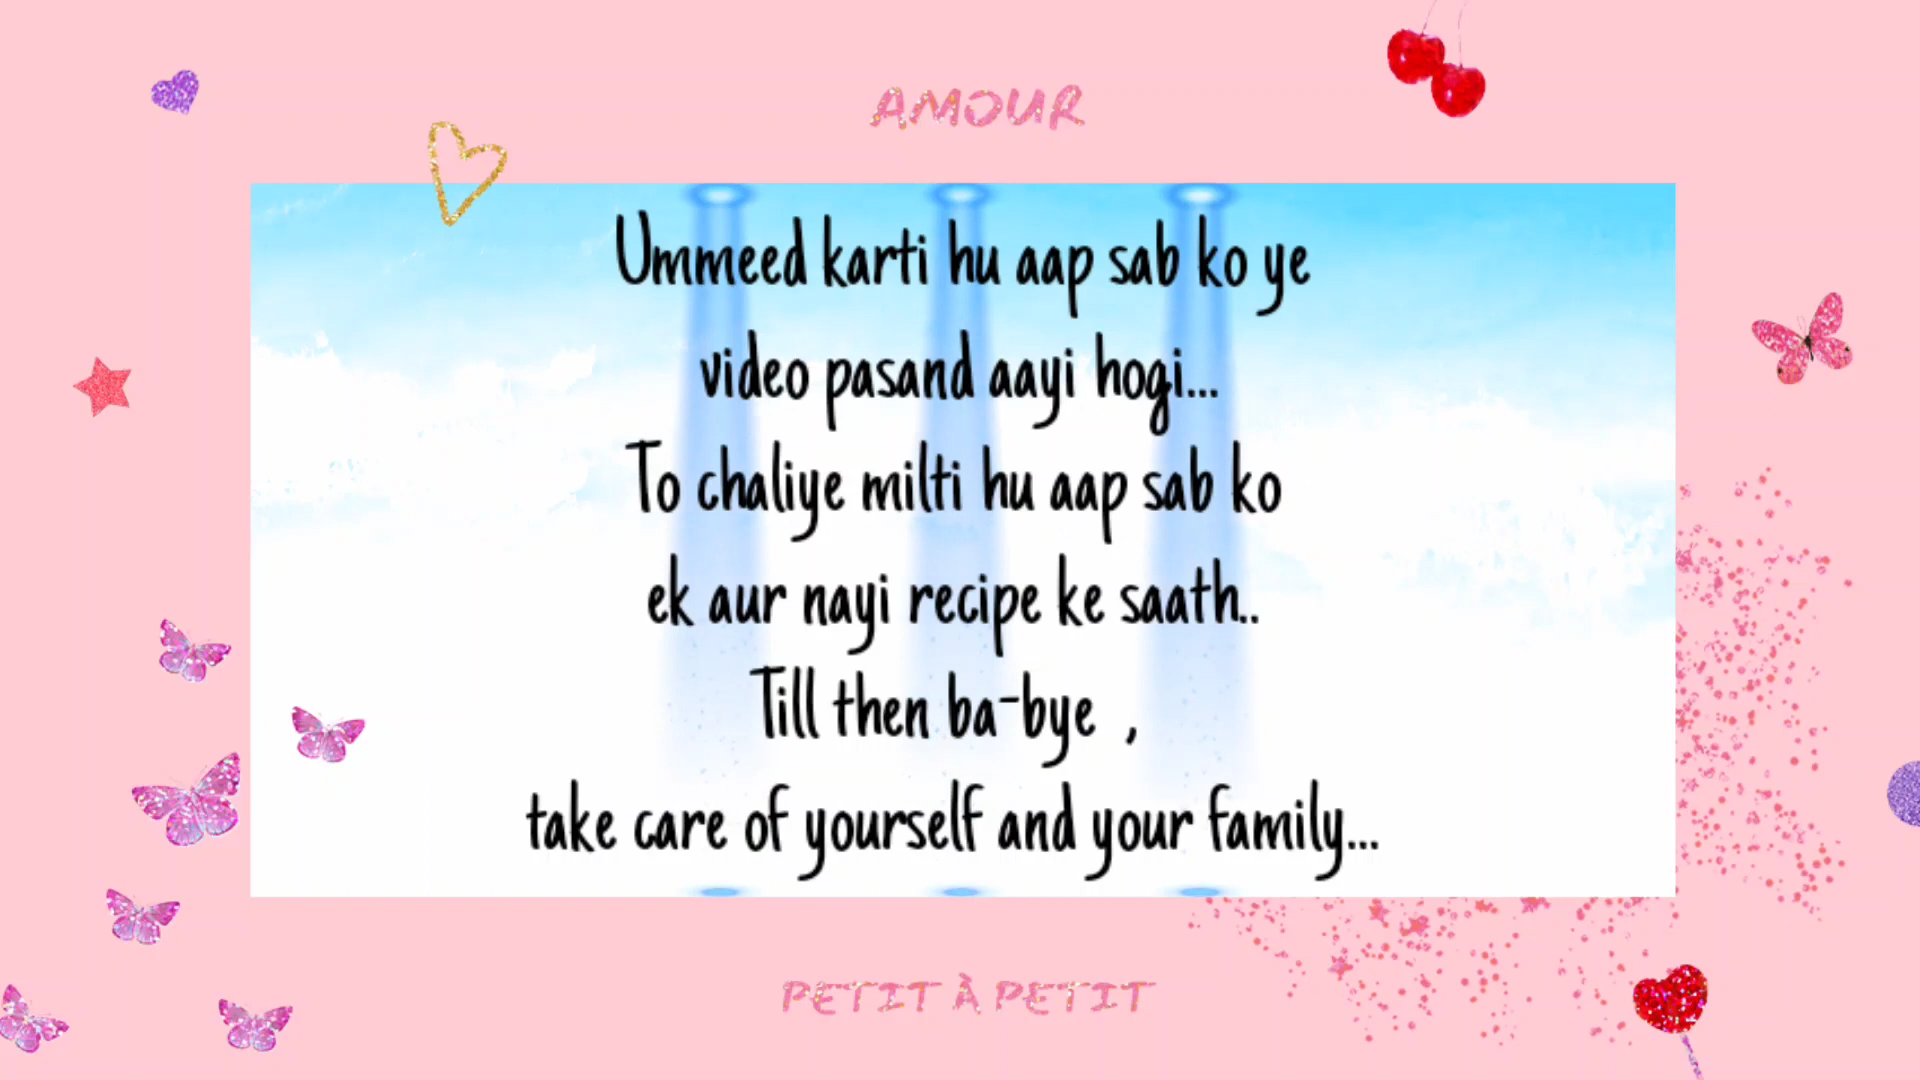 AMOUR
Ummeed karti hu aap sab ko ye
video pasand aayi hogi...
To chaliye milti hu aap sab ko
ek aur nayi recipe ke saath..
Till then ba-bye ,
take care of yourself and your family...
PETIT À PETIT